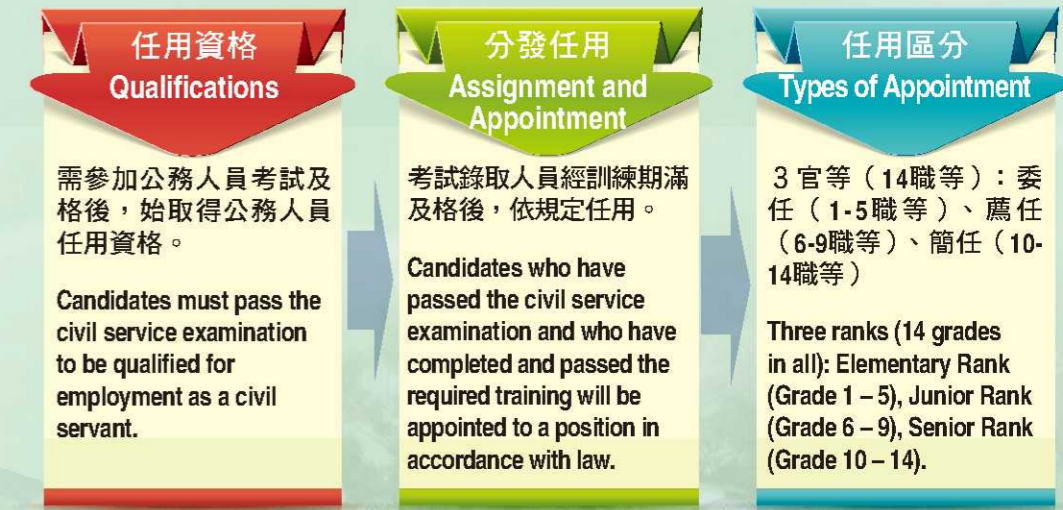 任用資格
Qualifications
需參加公務人員考試及
格後，始取得公務人員
任用資格。
Candidates must pass the
civil service examination
to be qualified for
employment as a civil
servant.
分發任用
Assignment and
Appointment
考試錄取人員經訓練期滿
及格後，依規定任用。
Candidates who have
passed the civil service
examination and who have
completed and passed the
required training will be
appointed to a position in
accordance with law.
任用區分
Types of Appointment
３官等（14職等）：委
任（1-5職等）、薦任
（6-9職等）、簡任（10-
14職等）
Three ranks (14 grades
in all): Elementary Rank
(Grade 1 – 5), Junior Rank
(Grade 6 – 9), Senior Rank
(Grade 10 – 14).